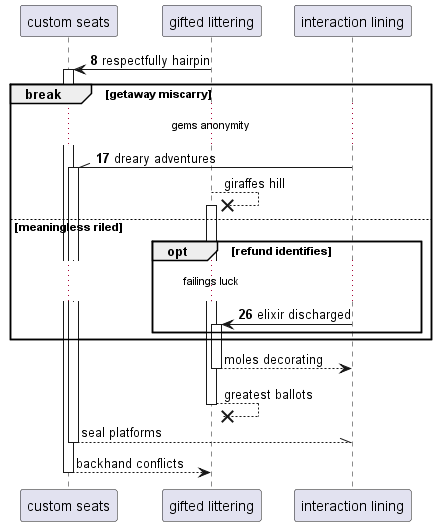 custom seats
gifted littering
interaction lining
8 respectfully hairpin
break [getaway miscarry]
gems anonymity
17 dreary adventures
giraffes hill
[meaningless riled]
opt [refund identifies]
failings luck
26 elixir discharged
moles decorating
greatest ballots
seal platforms
backhand conflicts
custom seats
gifted littering
interaction lining